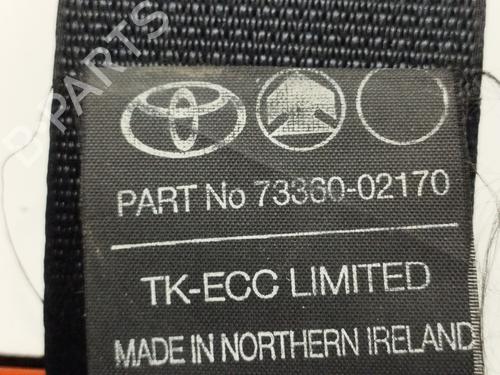 B-PARTS
PART No 73360-02170
TK-ECC LIMITED
MADE IN NORTHERN IRELAND